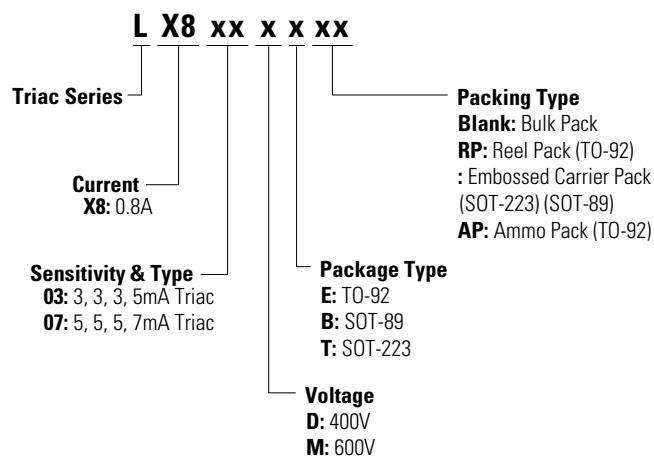 L X8 xx x x xx
Triac Series
Packing Type
Blank: Bulk Pack
RP: Reel Pack (TO-92)
: Embossed Carrier Pack
(SOT-223) (SOT-89)
AP: Ammo Pack (TO-92)
Current
X8: 0.8A
Sensitivity & Type
03: 3, 3, 3, 5mA Triac
07: 5, 5, 5, 7mA Triac
Package Type
E: TO-92
B: SOT-89
T: SOT-223
Voltage
D: 400V
M: 600V